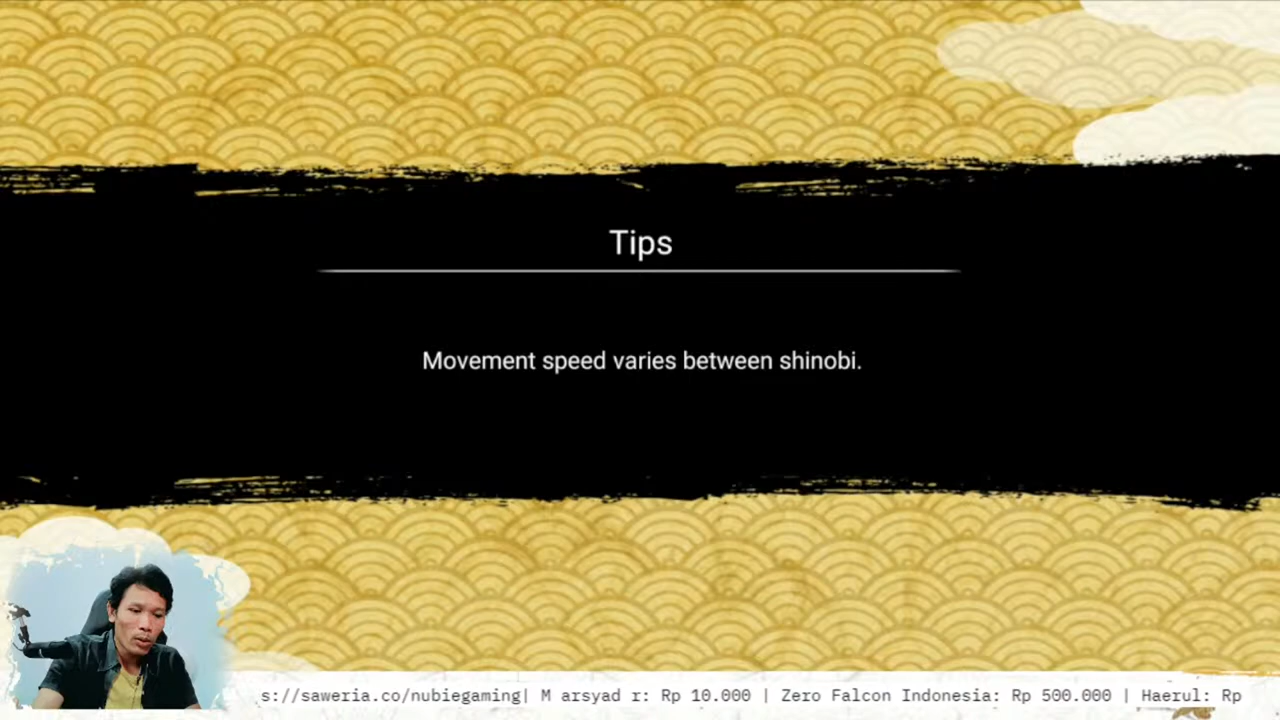 Tips
Movement speed varies between shinobi.
s://saweria.co/nubiegaming| M arsyad r: Rp 10.000 | Zero Falcon Indonesia: Rp 500.000 | Haerul: Rp